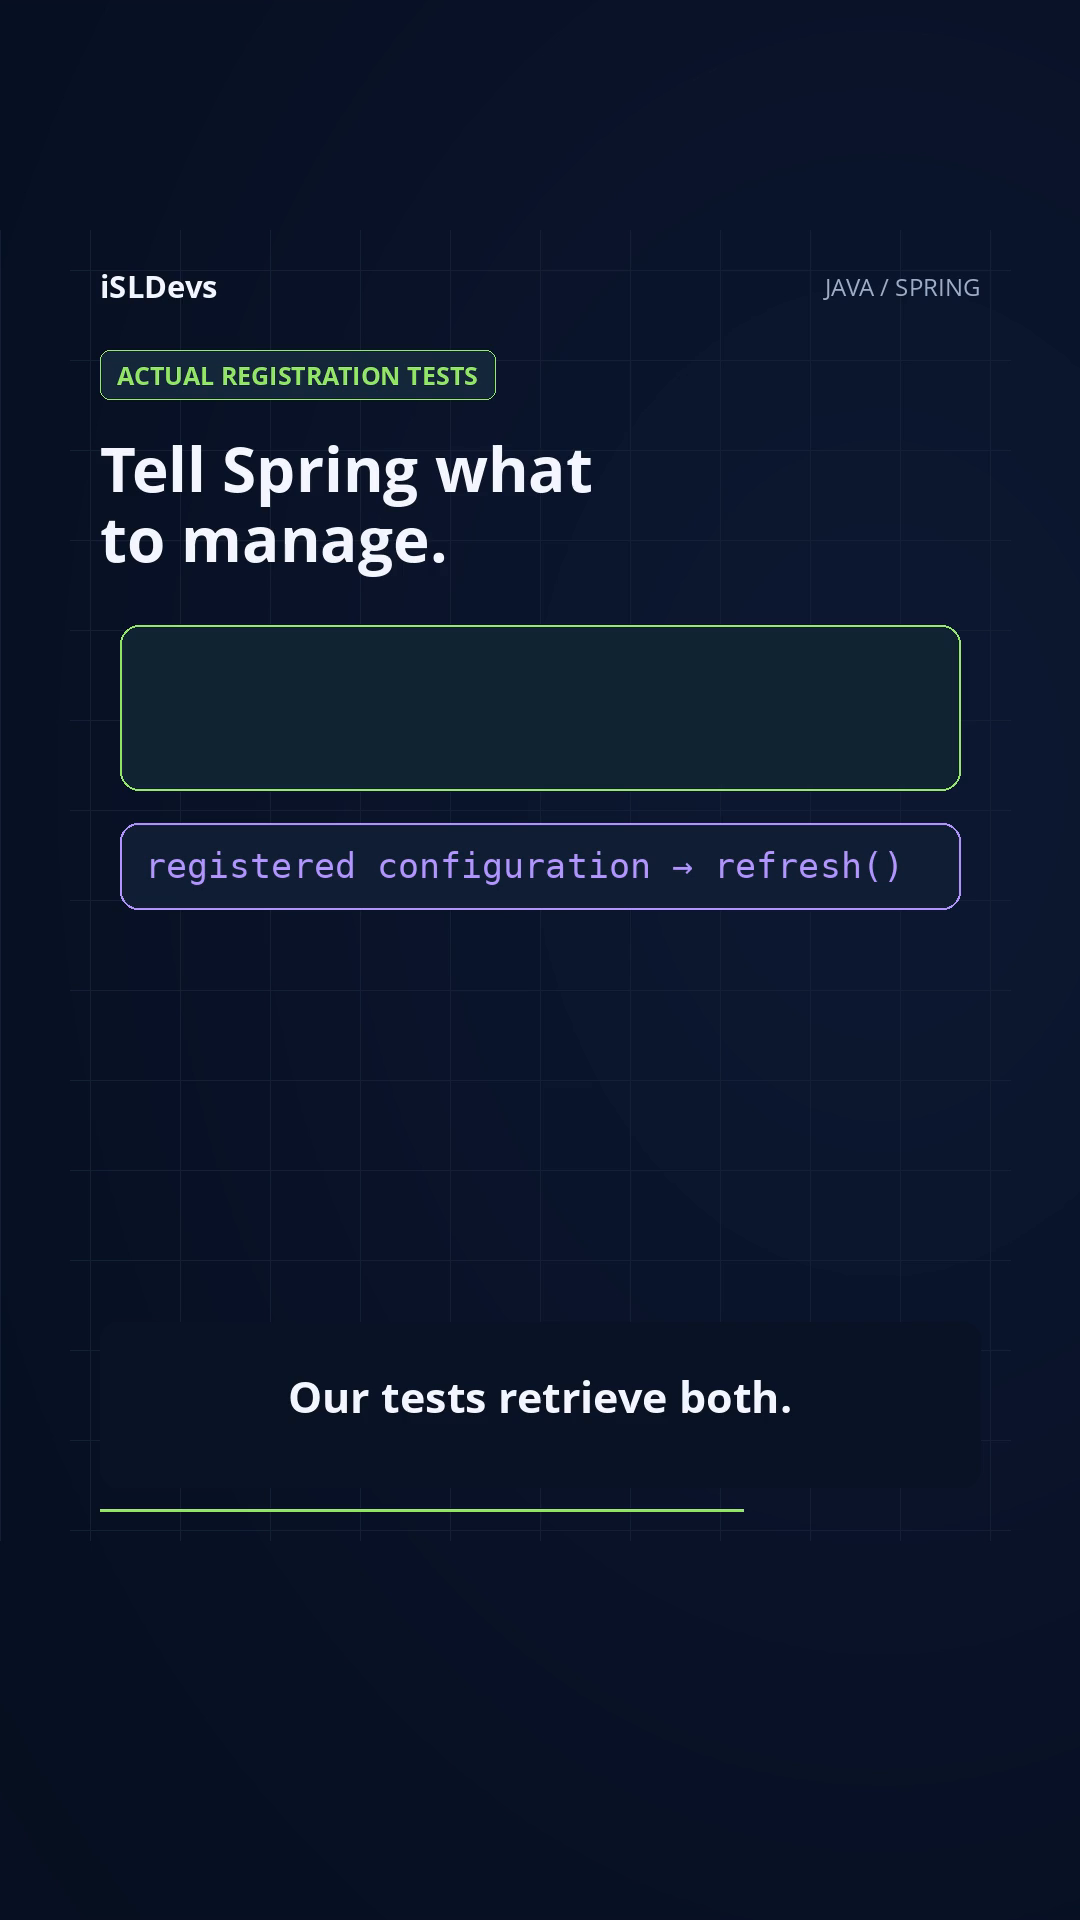 iSLDevs
JAVA / SPRING
ACTUAL REGISTRATION TESTS
Tell Spring what
to manage.
registered configuration → refresh()
Our tests retrieve both.